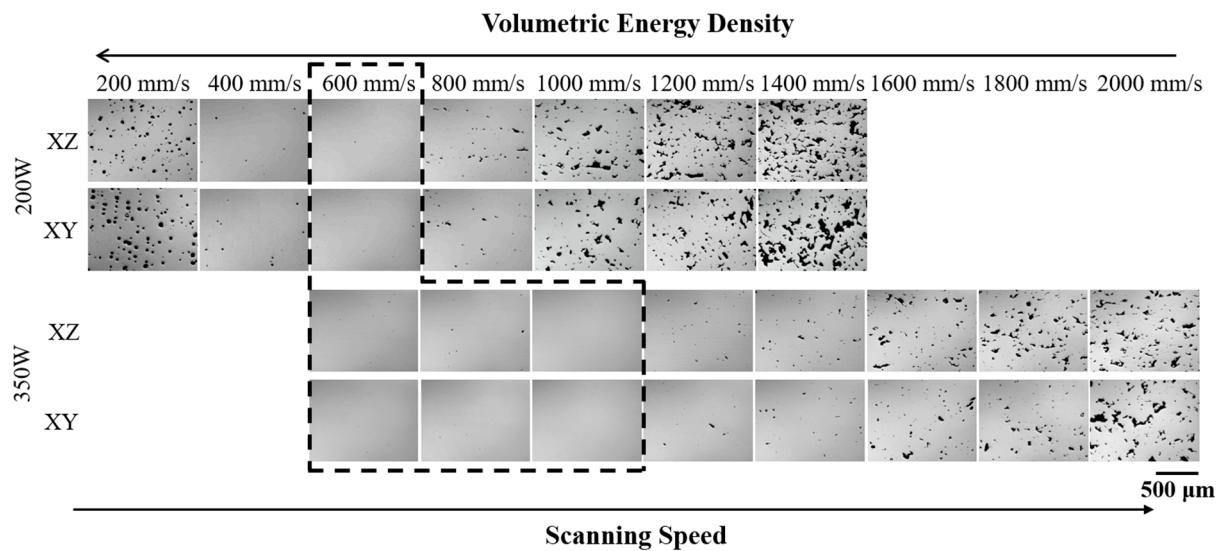 Volumetric Energy Density
200 mm/s 400 mm/s 600 mm/s 800 mm/s 1000 mm/s 1200 mm/s 1400 mm/s 1600 mm/s 1800 mm/s 2000 mm/s
200W
XZ
XY
350W
XZ
XY
500 μm
Scanning Speed